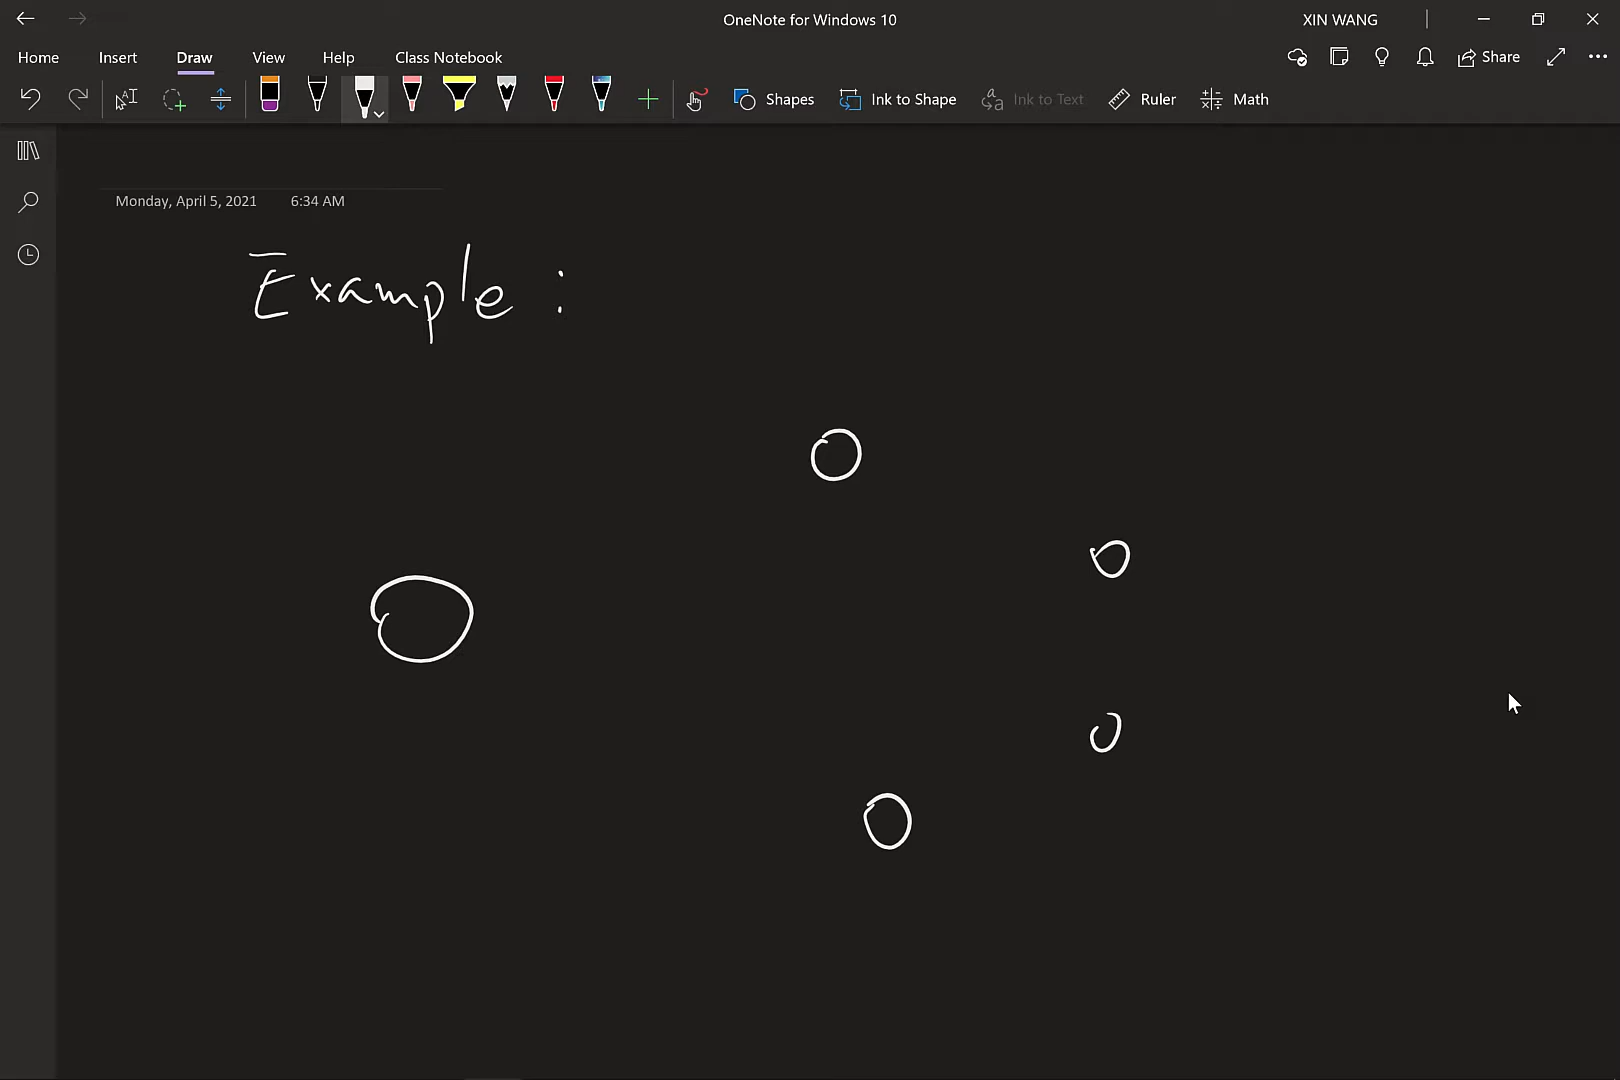 OneNote for Windows 10
XIN WANG
Home Insert Draw View Help Class Notebook
Share
Shapes Ink to Shape Ink to Text Ruler Math
Monday, April 5, 2021 6:34 AM
Example :